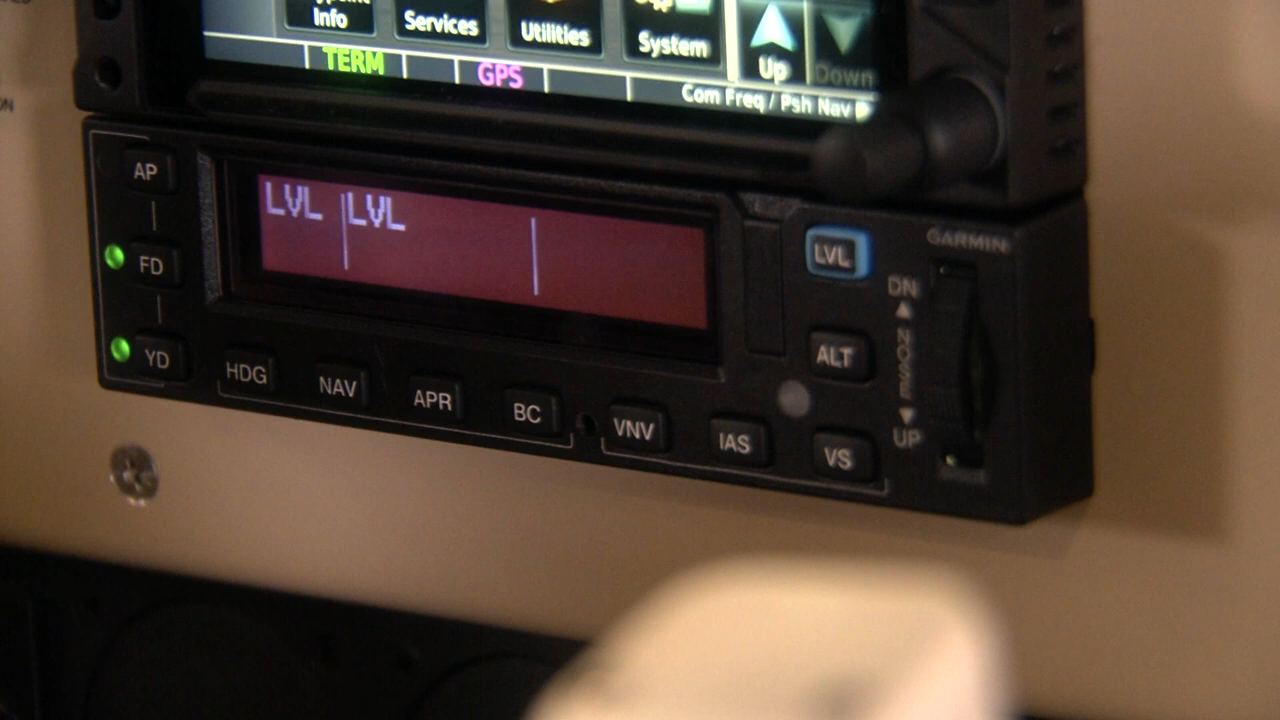 Info
Services
Utilities
System
Up
Down
TERM
GPS
Com Freq / Psh Nav
AP
FD
YD
LVL LVL
HDG
NAV
APR
BC
VNV
IAS
VS
LVL
ALT
GARMIN
DN
NOSE
UP